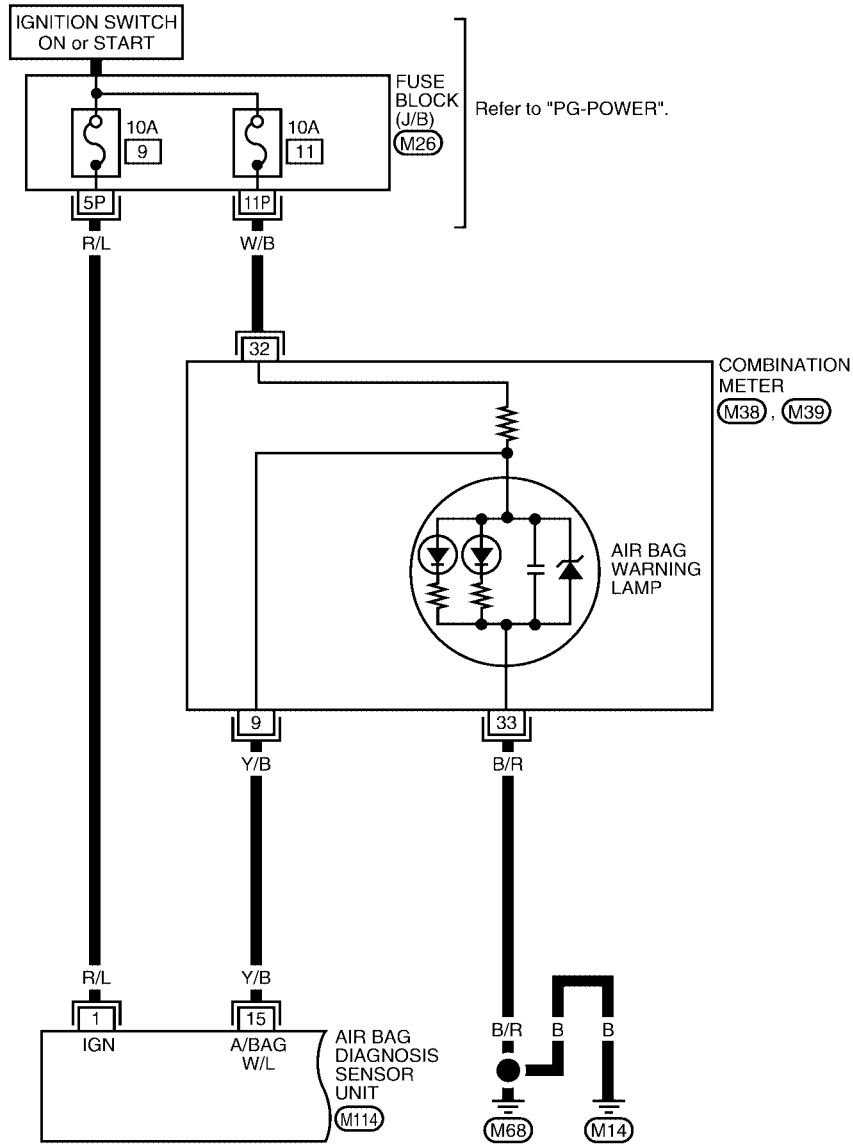 IGNITION SWITCH
ON or START
FUSE
BLOCK
(J/B)
M26
Refer to "PG-POWER".
10A
9
10A
11
5P
11P
R/L
W/B
32
COMBINATION
METER
M38 , M39
AIR BAG
WARNING
LAMP
9
33
Y/B
B/R
R/L
Y/B
1
15
IGN
A/BAG
W/L
AIR BAG
DIAGNOSIS
SENSOR
UNIT
M114
B/R
B
B
M68
M14